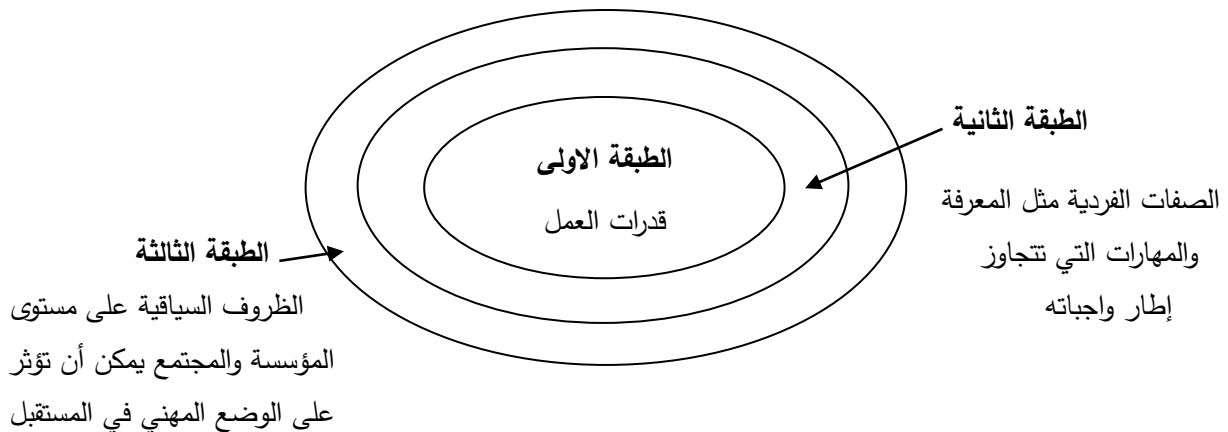 الطبقة الاولى
قدرات العمل
الطبقة الثانية
الصفات الفردية مثل المعرفة
والمهارات التي تتجاوز
إطار واجباته
الطبقة الثالثة
الظروف السياقية على مستوى
المؤسسة والمجتمع يمكن أن تؤثر
على الوضع المهني في المستقبل